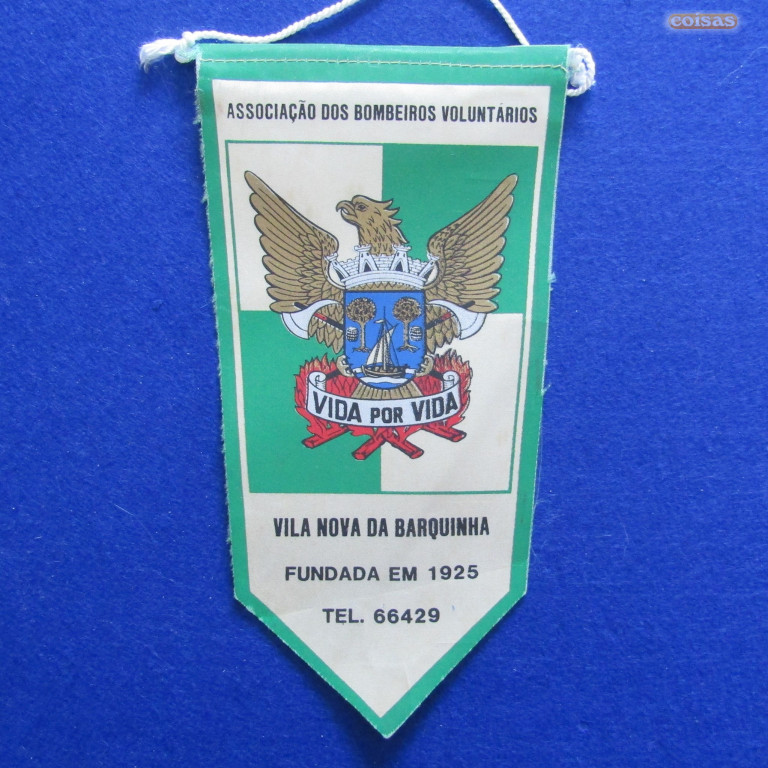 coisas
ASSOCIAÇÃO DOS BOMBEIROS VOLUNTÁRIOS
VIDA POR VIDA
VILA NOVA DA BARQUINHA
FUNDADA EM 1925
TEL. 66429